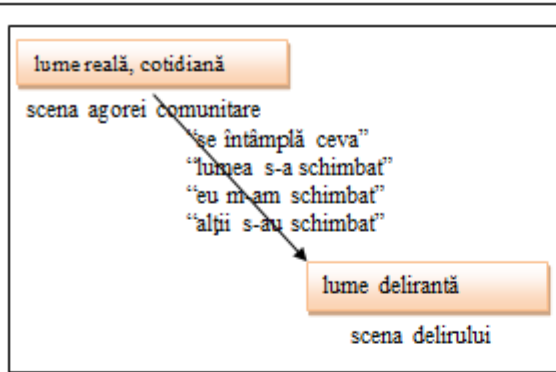 lume reală, cotidiană
scena agorei comunitare
“se întâmplă ceva”
“lumea s-a schimbat”
“eu m-am schimbat”
“alţii s-au schimbat”
lume delirantă
scena delirului